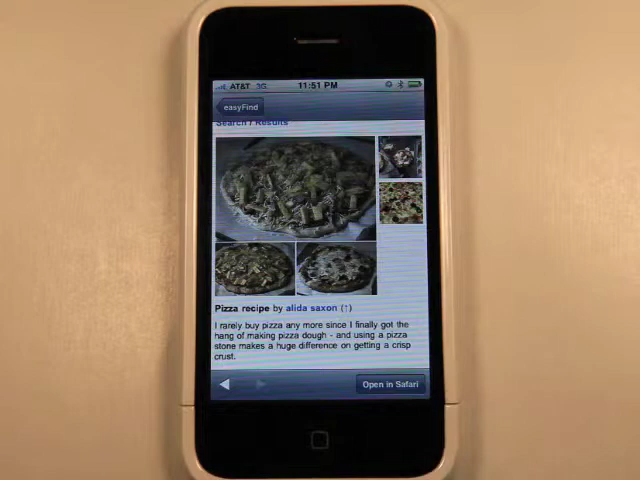 AT&T 3G 11:51 PM
easyFind
Search / Results
Pizza recipe by alida saxon (↑)
I rarely buy pizza any more since I finally got the
hang of making pizza dough - and using a pizza
stone makes a huge difference on getting a crisp
crust.
Open in Safari